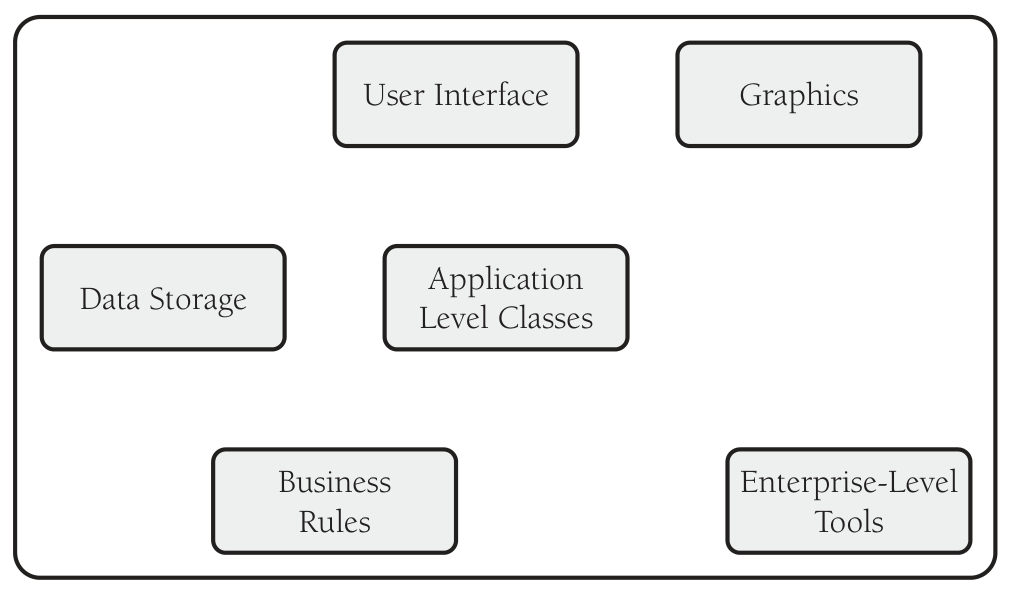 User Interface
Graphics
Data Storage
Application
Level Classes
Business
Rules
Enterprise-Level
Tools